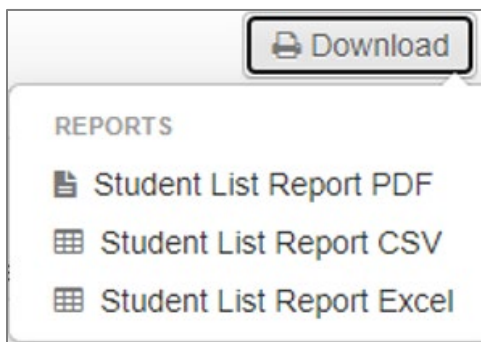 Download
REPORTS
Student List Report PDF
Student List Report CSV
Student List Report Excel